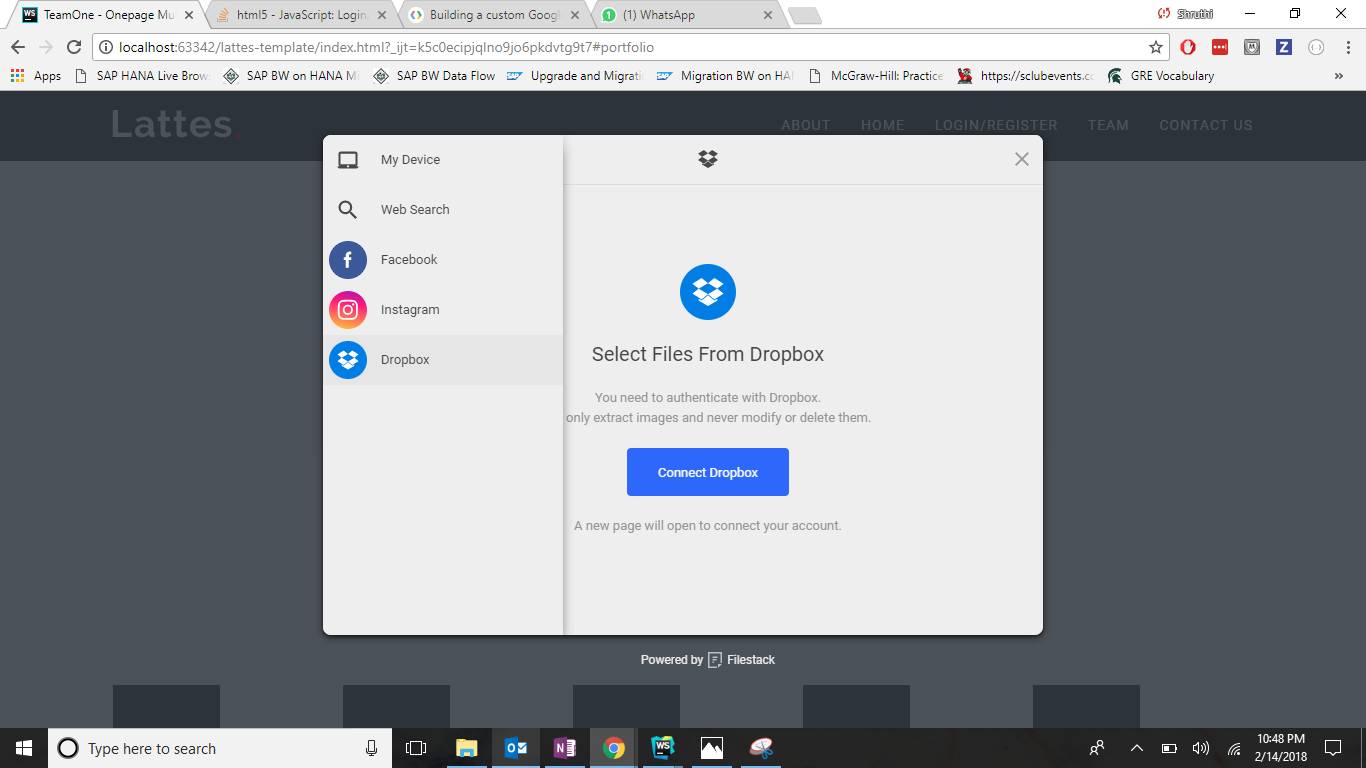 TeamOne - Onepage Mu
html5 - JavaScript: Login,
Building a custom Googl
(1) WhatsApp
Shruthi
localhost:63342/lattes-template/index.html?_ijt=k5c0ecipjqlno9jo6pkdvtg9t7#portfolio
Apps
SAP HANA Live Brow
SAP BW on HANA Mi
SAP BW Data Flow
Upgrade and Migrati
Migration BW on HAN
McGraw-Hill: Practice
https://sclubevents.cc
GRE Vocabulary
»
Lattes.
ABOUT
HOME
LOGIN/REGISTER
TEAM
CONTACT US
My Device
Web Search
Facebook
Instagram
Dropbox
Select Files From Dropbox
You need to authenticate with Dropbox.
only extract images and never modify or delete them.
Connect Dropbox
A new page will open to connect your account.
Powered by Filestack
Type here to search
10:48 PM
2/14/2018